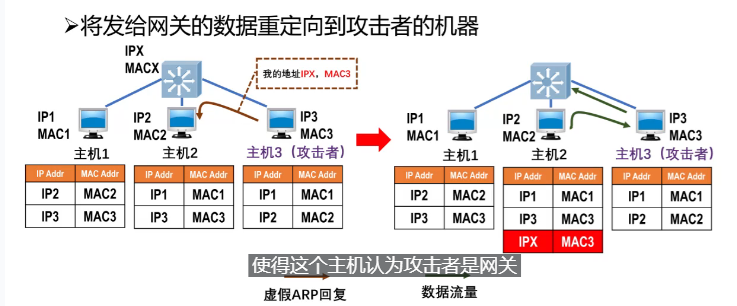 ➢将发给网关的数据重定向到攻击者的机器
IPX
MACX
我的地址IPX，MAC3
IP1
MAC1
IP2
MAC2
IP3
MAC3
主机1
主机2
主机3（攻击者）
IP Addr MAC Addr
IP2 MAC2
IP3 MAC3
IP Addr MAC Addr
IP1 MAC1
IP3 MAC3
IP Addr MAC Addr
IP1 MAC1
IP2 MAC2
IP1
MAC1
IP2
MAC2
IP3
MAC3
主机1
主机2
主机3（攻击者）
IP Addr MAC Addr
IP2 MAC2
IP3 MAC3
IP Addr MAC Addr
IP1 MAC1
IP3 MAC3
IPX MAC3
IP Addr MAC Addr
IP1 MAC1
IP2 MAC2
使得这个主机认为攻击者是网关
虚假ARP回复
数据流量